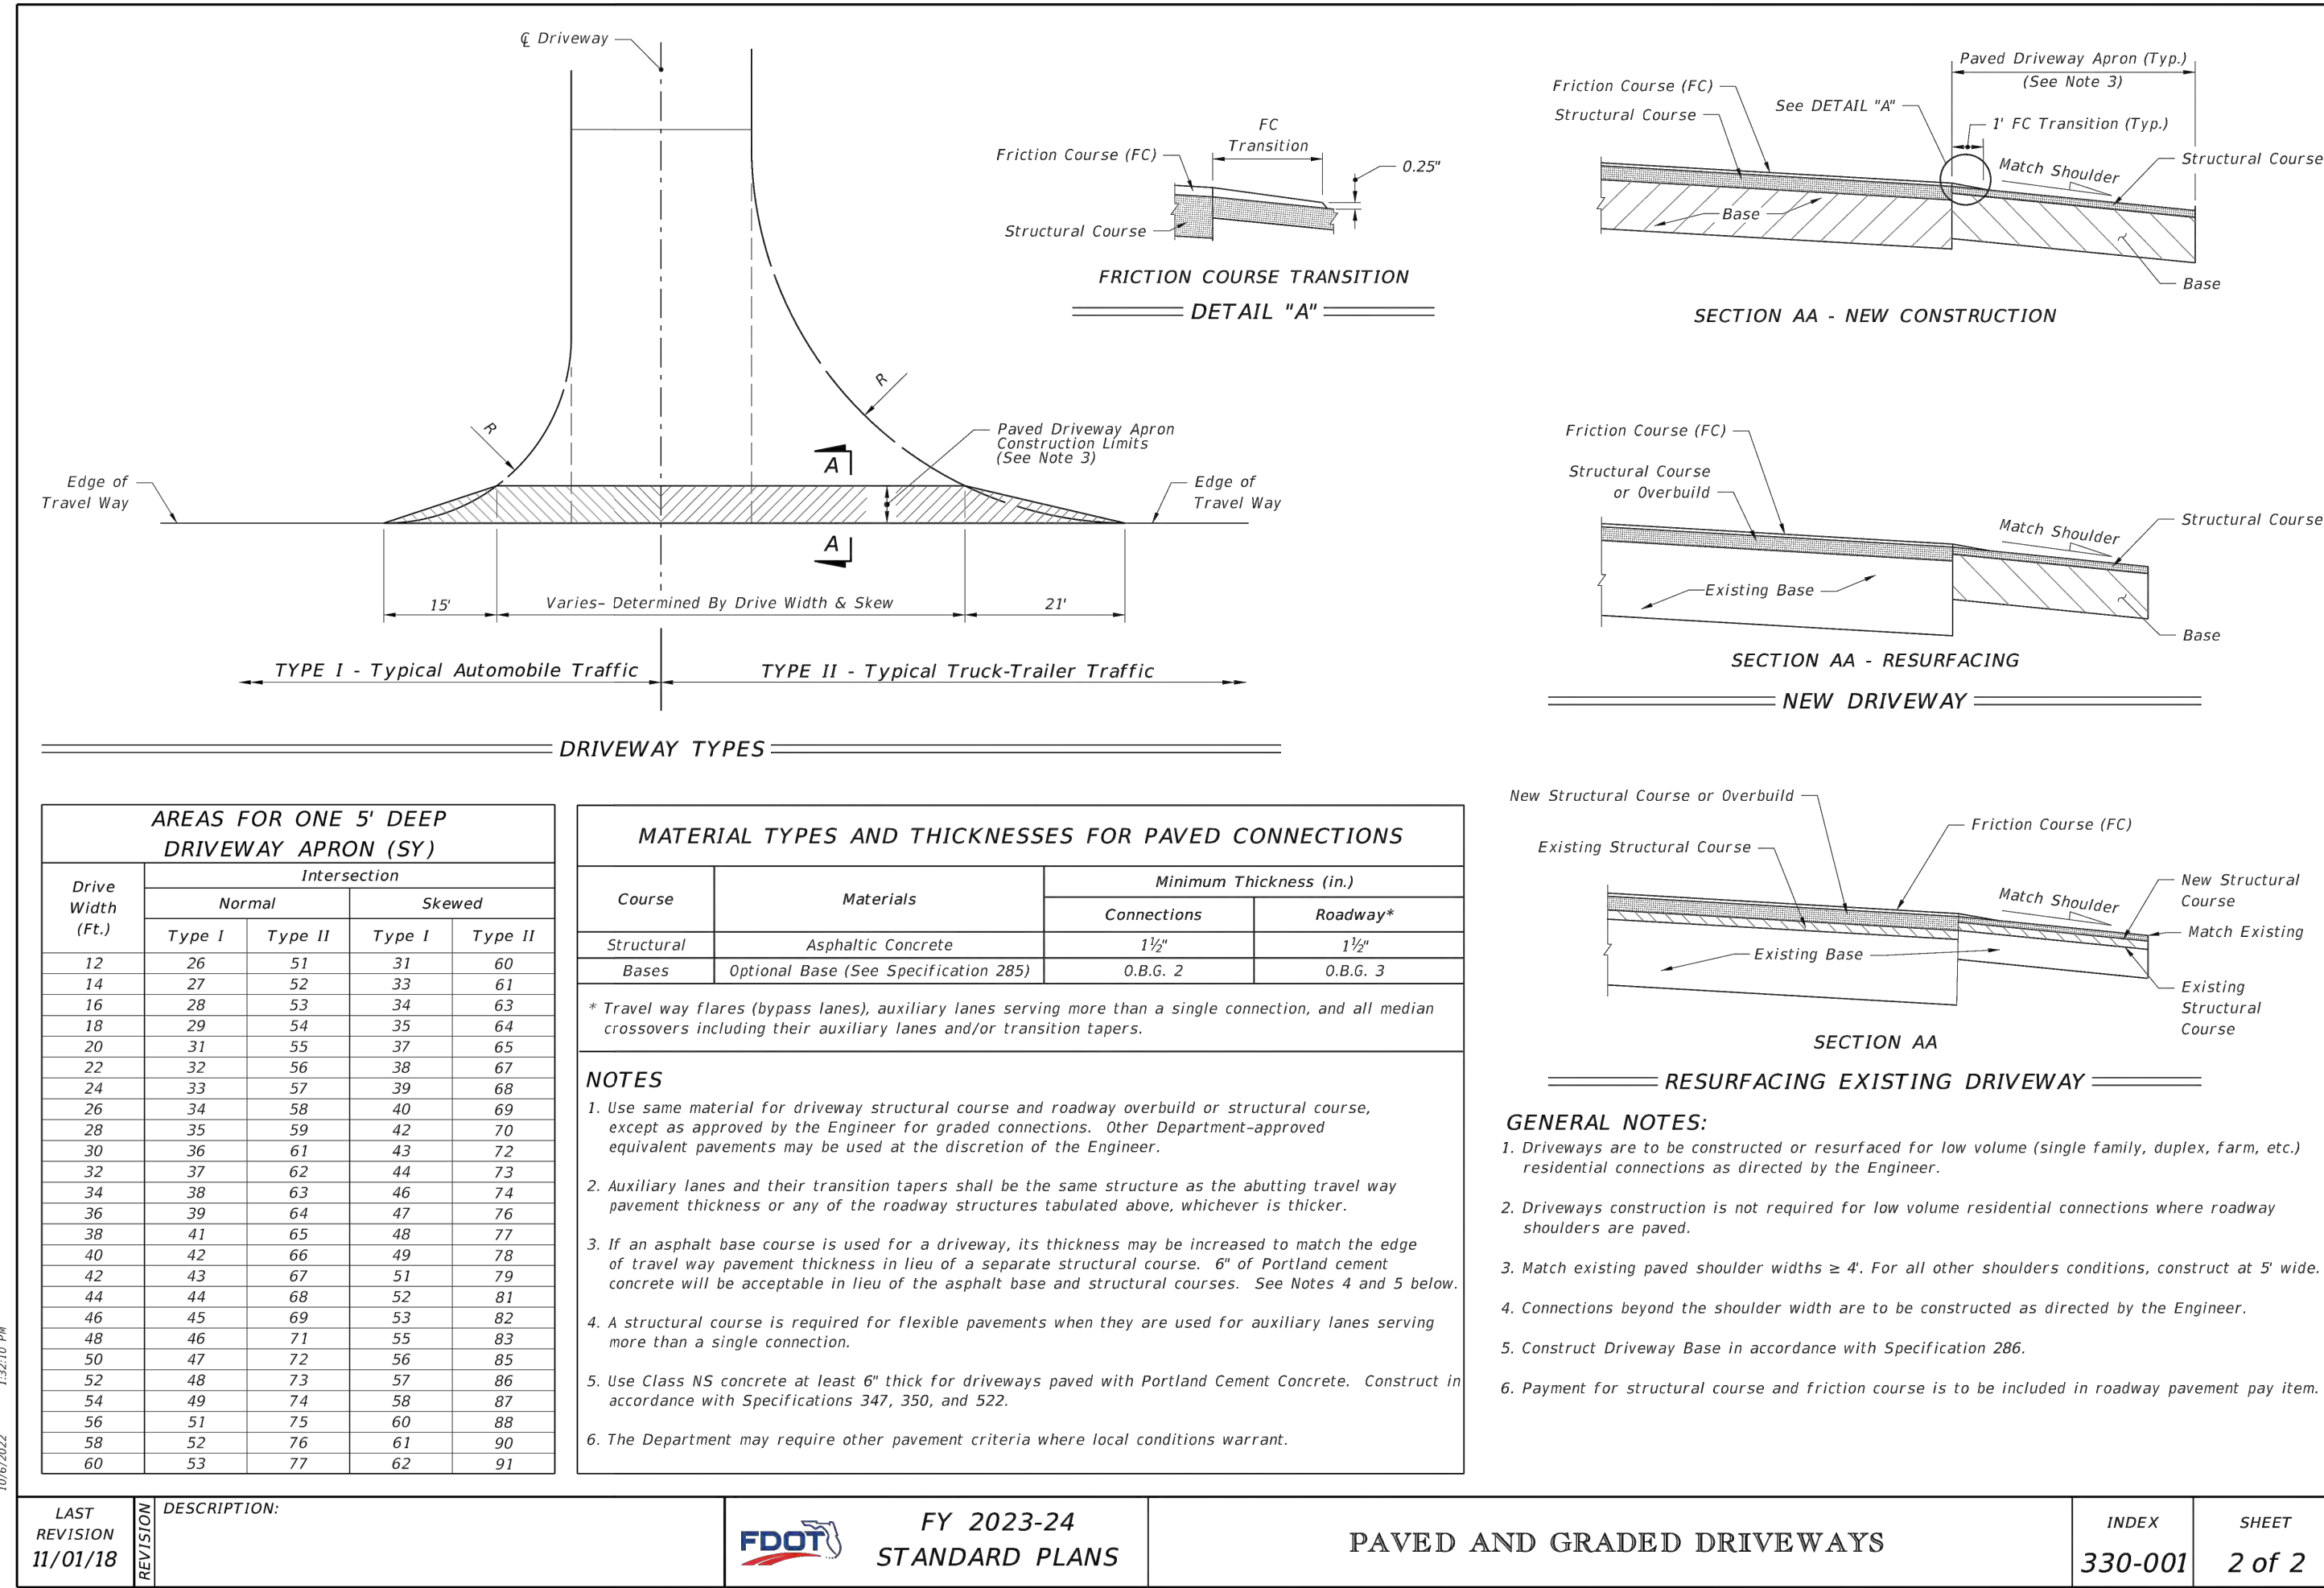 ℄ Driveway
R
R
Paved Driveway Apron
Construction Limits
(See Note 3)
A
A
Edge of
Travel Way
Edge of
Travel Way
15'
Varies– Determined By Drive Width & Skew
21'
TYPE I - Typical Automobile Traffic
TYPE II - Typical Truck-Trailer Traffic
DRIVEWAY TYPES
FC
Transition
Friction Course (FC)
0.25"
Structural Course
FRICTION COURSE TRANSITION
DETAIL "A"
Paved Driveway Apron (Typ.)
(See Note 3)
Friction Course (FC)
See DETAIL "A"
Structural Course
1' FC Transition (Typ.)
Match Shoulder
Structural Course
Base
Base
SECTION AA - NEW CONSTRUCTION
Friction Course (FC)
Structural Course
or Overbuild
Match Shoulder
Structural Course
Existing Base
Base
SECTION AA - RESURFACING
NEW DRIVEWAY
New Structural Course or Overbuild
Friction Course (FC)
Existing Structural Course
Match Shoulder
New Structural
Course
Match Existing
Existing Base
Existing
Structural
Course
SECTION AA
RESURFACING EXISTING DRIVEWAY
AREAS FOR ONE 5' DEEP
DRIVEWAY APRON (SY)
Drive
Width
(Ft.)
Intersection
Normal Skewed
Type I Type II Type I Type II
12 26 51 31 60
14 27 52 33 61
16 28 53 34 63
18 29 54 35 64
20 31 55 37 65
22 32 56 38 67
24 33 57 39 68
26 34 58 40 69
28 35 59 42 70
30 36 61 43 72
32 37 62 44 73
34 38 63 46 74
36 39 64 47 76
38 41 65 48 77
40 42 66 49 78
42 43 67 51 79
44 44 68 52 81
46 45 69 53 82
48 46 71 55 83
50 47 72 56 85
52 48 73 57 86
54 49 74 58 87
56 51 75 60 88
58 52 76 61 90
60 53 77 62 91
MATERIAL TYPES AND THICKNESSES FOR PAVED CONNECTIONS
Course Materials Minimum Thickness (in.)
Connections Roadway*
Structural Asphaltic Concrete 1½" 1½"
Bases Optional Base (See Specification 285) O.B.G. 2 O.B.G. 3
* Travel way flares (bypass lanes), auxiliary lanes serving more than a single connection, and all median
crossovers including their auxiliary lanes and/or transition tapers.
NOTES
1. Use same material for driveway structural course and roadway overbuild or structural course,
except as approved by the Engineer for graded connections. Other Department–approved
equivalent pavements may be used at the discretion of the Engineer.
2. Auxiliary lanes and their transition tapers shall be the same structure as the abutting travel way
pavement thickness or any of the roadway structures tabulated above, whichever is thicker.
3. If an asphalt base course is used for a driveway, its thickness may be increased to match the edge
of travel way pavement thickness in lieu of a separate structural course. 6" of Portland cement
concrete will be acceptable in lieu of the asphalt base and structural courses. See Notes 4 and 5 below.
4. A structural course is required for flexible pavements when they are used for auxiliary lanes serving
more than a single connection.
5. Use Class NS concrete at least 6" thick for driveways paved with Portland Cement Concrete. Construct in
accordance with Specifications 347, 350, and 522.
6. The Department may require other pavement criteria where local conditions warrant.
GENERAL NOTES:
1. Driveways are to be constructed or resurfaced for low volume (single family, duplex, farm, etc.)
residential connections as directed by the Engineer.
2. Driveways construction is not required for low volume residential connections where roadway
shoulders are paved.
3. Match existing paved shoulder widths ≥ 4'. For all other shoulders conditions, construct at 5' wide.
4. Connections beyond the shoulder width are to be constructed as directed by the Engineer.
5. Construct Driveway Base in accordance with Specification 286.
6. Payment for structural course and friction course is to be included in roadway pavement pay item.
10/6/2022 1:32:10 PM
LAST
REVISION
11/01/18
REVISION
DESCRIPTION:
FDOT
FY 2023-24
STANDARD PLANS
PAVED AND GRADED DRIVEWAYS
INDEX
330-001
SHEET
2 of 2